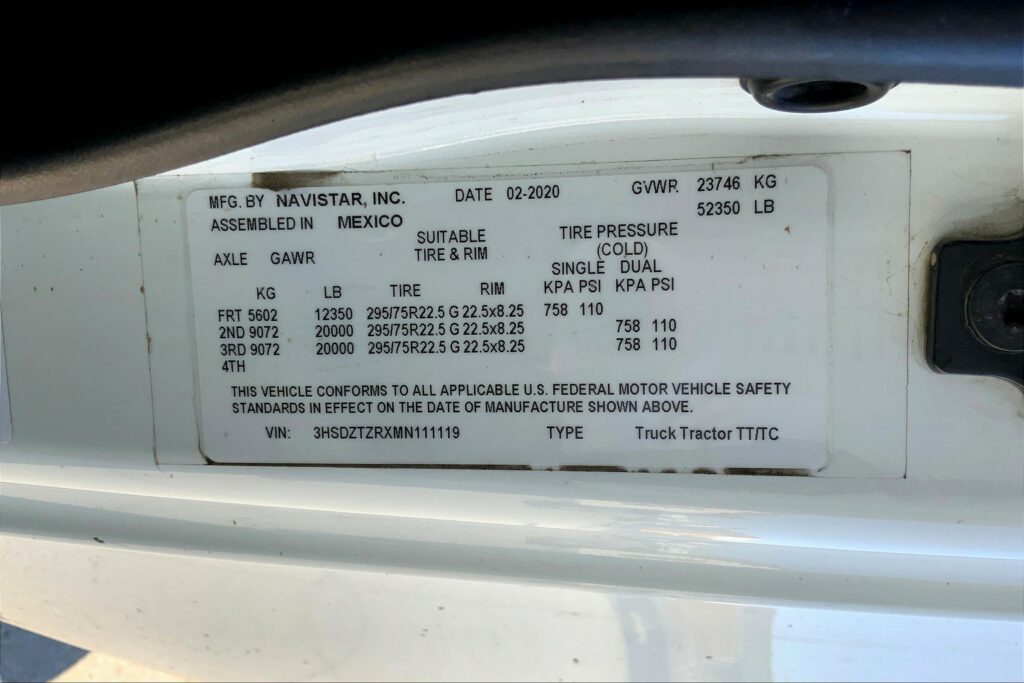 MFG. BY NAVISTAR, INC. DATE 02-2020 GVWR 23746 KG
52350 LB
ASSEMBLED IN MEXICO
SUITABLE TIRE PRESSURE
AXLE GAWR TIRE & RIM (COLD)
SINGLE DUAL
KG LB TIRE RIM KPA PSI KPA PSI
FRT 5602 12350 295/75R22.5 G 22.5x8.25 758 110
2ND 9072 20000 295/75R22.5 G 22.5x8.25 758 110
3RD 9072 20000 295/75R22.5 G 22.5x8.25 758 110
4TH
THIS VEHICLE CONFORMS TO ALL APPLICABLE U.S. FEDERAL MOTOR VEHICLE SAFETY
STANDARDS IN EFFECT ON THE DATE OF MANUFACTURE SHOWN ABOVE.
VIN: 3HSDZTZRXMN111119 TYPE Truck Tractor TT/TC